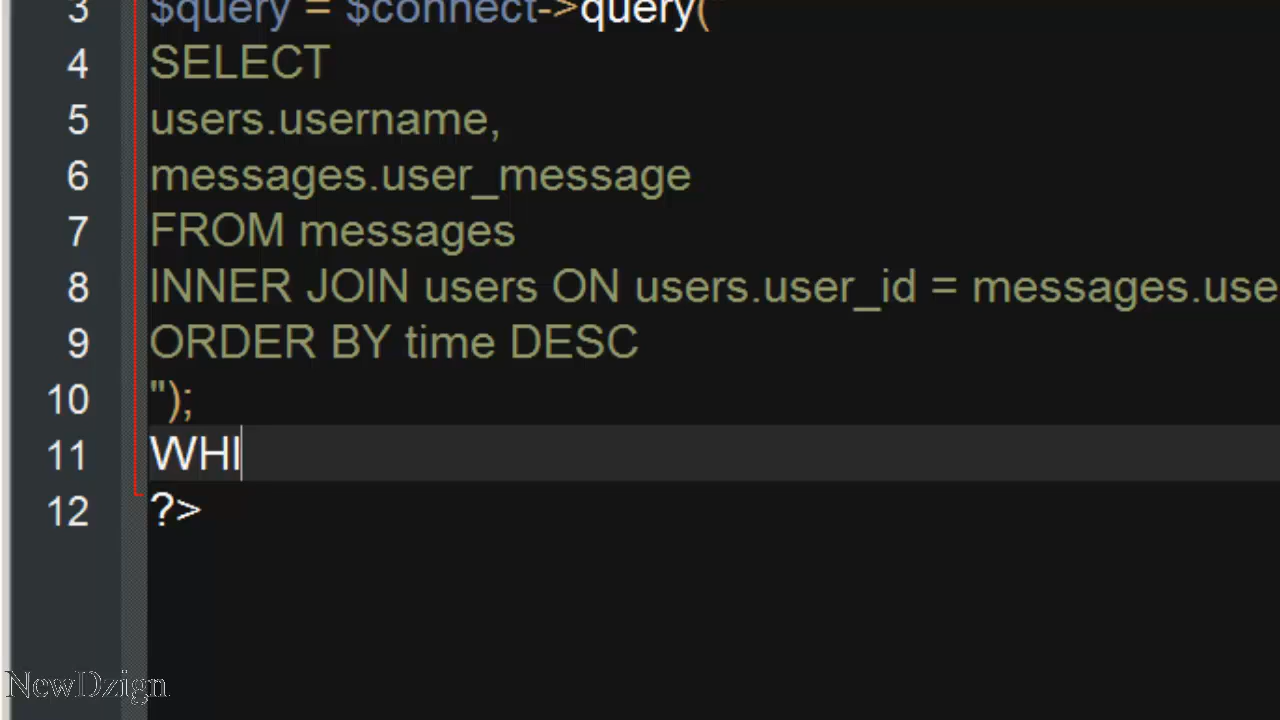 3 $query = $connect->query("
4 SELECT
5 users.username,
6 messages.user_message
7 FROM messages
8 INNER JOIN users ON users.user_id = messages.use
9 ORDER BY time DESC
10 ");
11 WHI
12 ?>
NewDzign